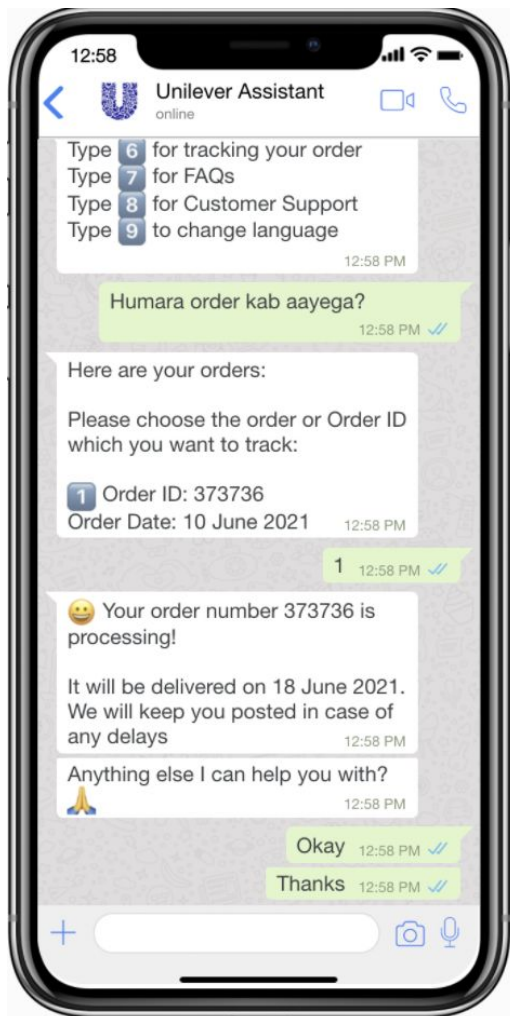 12:58
Unilever Assistant
online
Type 6 for tracking your order
Type 7 for FAQs
Type 8 for Customer Support
Type 9 to change language
12:58 PM
Humara order kab aayega?
12:58 PM
Here are your orders:
Please choose the order or Order ID
which you want to track:
1 Order ID: 373736
Order Date: 10 June 2021 12:58 PM
1 12:58 PM
😀 Your order number 373736 is
processing!
It will be delivered on 18 June 2021.
We will keep you posted in case of
any delays 12:58 PM
Anything else I can help you with?
🙏 12:58 PM
Okay 12:58 PM
Thanks 12:58 PM